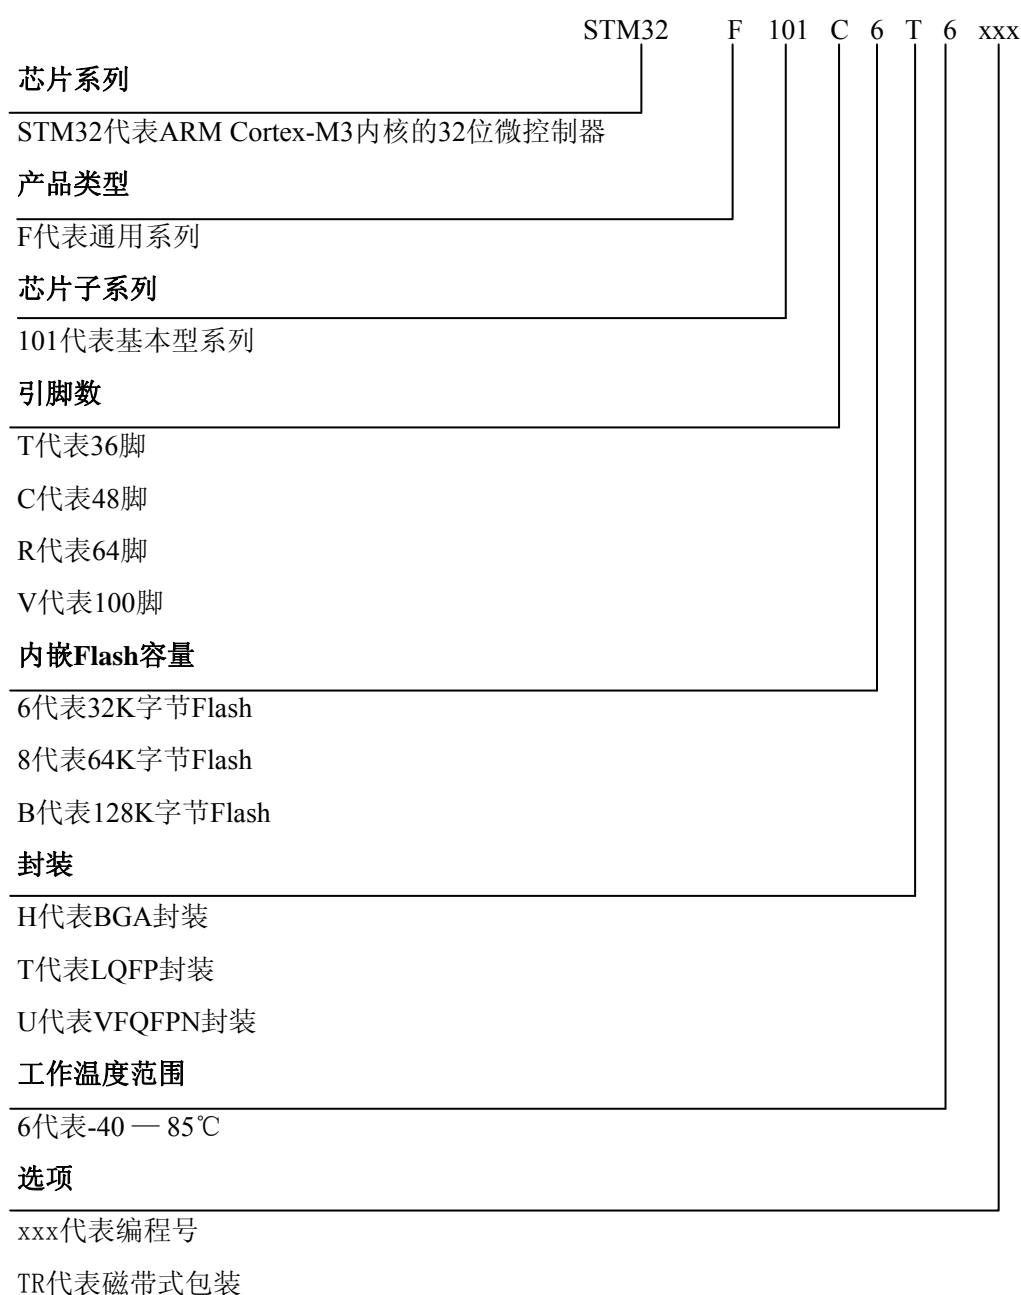 STM32 F 101 C 6 T 6 xxx
芯片系列
STM32代表ARM Cortex-M3内核的32位微控制器
产品类型
F代表通用系列
芯片子系列
101代表基本型系列
引脚数
T代表36脚
C代表48脚
R代表64脚
V代表100脚
内嵌Flash容量
6代表32K字节Flash
8代表64K字节Flash
B代表128K字节Flash
封装
H代表BGA封装
T代表LQFP封装
U代表VFQFPN封装
工作温度范围
6代表-40 — 85℃
选项
xxx代表编程号
TR代表磁带式包装